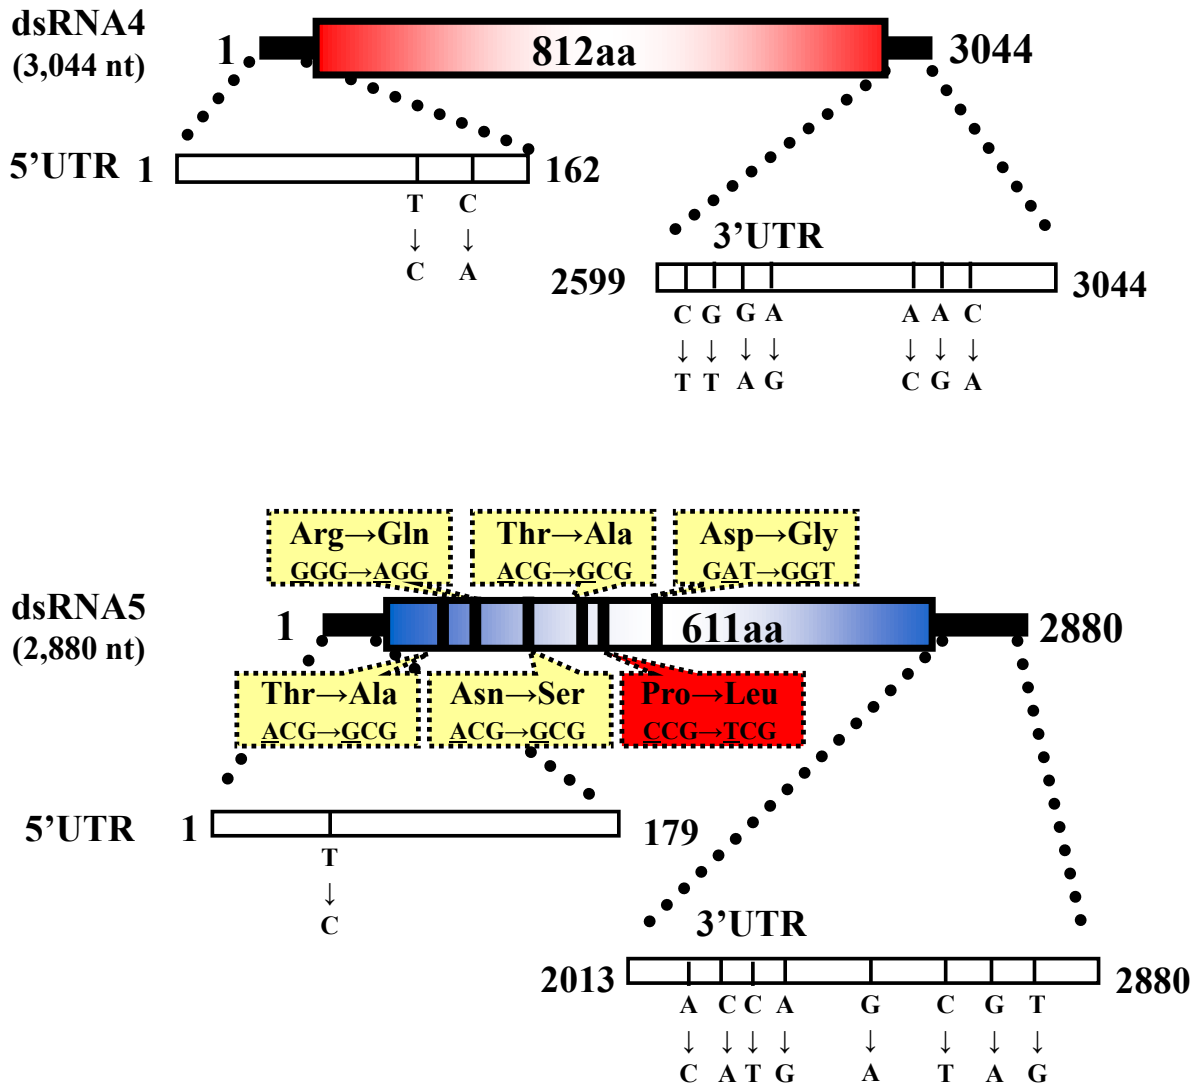 dsRNA4
(3,044 nt)
1
812aa
3044
5’UTR 1
162
T C
↓ ↓
C A
3’UTR
2599
3044
C G G A A A C
↓ ↓ ↓ ↓ ↓ ↓ ↓
T T A G C G A
Arg→Gln
GGG→AGG
Thr→Ala
ACG→GCG
Asp→Gly
GAT→GGT
dsRNA5
(2,880 nt)
1
611aa
2880
Thr→Ala
ACG→GCG
Asn→Ser
ACG→GCG
Pro→Leu
CCG→TCG
5’UTR 1
179
T
↓
C
3’UTR
2013
2880
A C C A G C G T
↓ ↓ ↓ ↓ ↓ ↓ ↓ ↓
C A T G A T A G